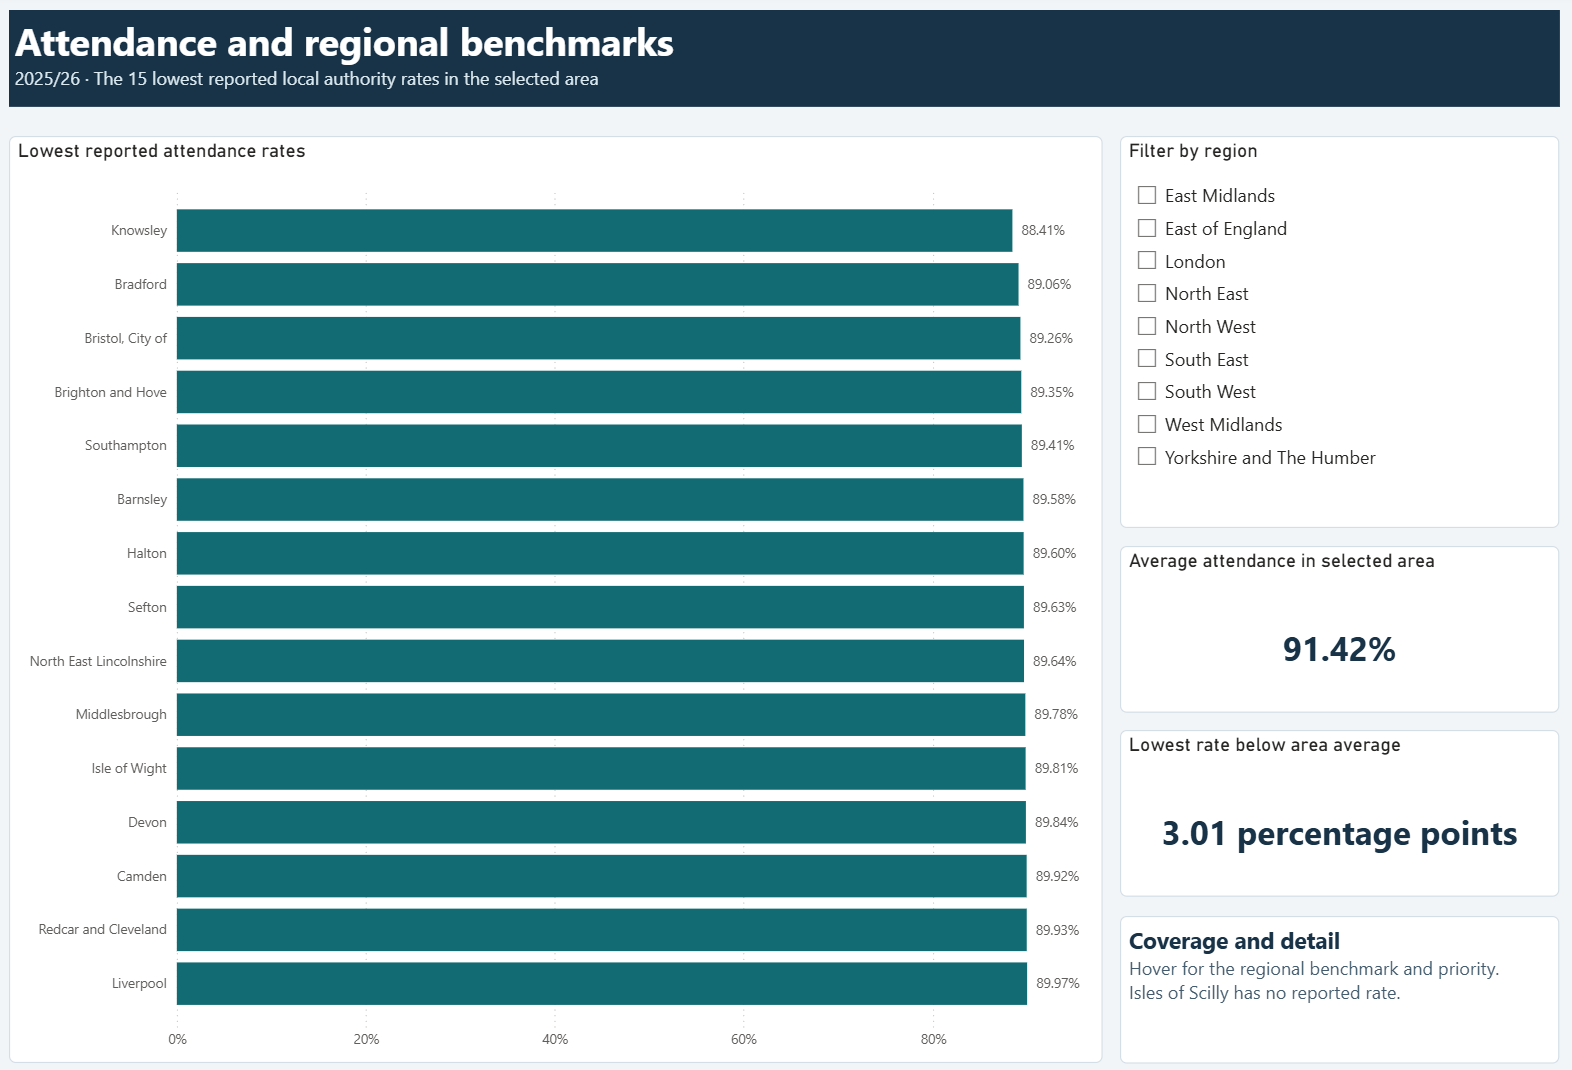 Attendance and regional benchmarks
2025/26 · The 15 lowest reported local authority rates in the selected area
Lowest reported attendance rates
Knowsley 88.41%
Bradford 89.06%
Bristol, City of 89.26%
Brighton and Hove 89.35%
Southampton 89.41%
Barnsley 89.58%
Halton 89.60%
Sefton 89.63%
North East Lincolnshire 89.64%
Middlesbrough 89.78%
Isle of Wight 89.81%
Devon 89.84%
Camden 89.92%
Redcar and Cleveland 89.93%
Liverpool 89.97%
0% 20% 40% 60% 80%
Filter by region
East Midlands
East of England
London
North East
North West
South East
South West
West Midlands
Yorkshire and The Humber
Average attendance in selected area
91.42%
Lowest rate below area average
3.01 percentage points
Coverage and detail
Hover for the regional benchmark and priority.
Isles of Scilly has no reported rate.